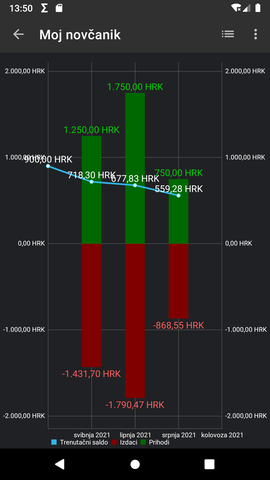 13:50
Moj novčanik
2.000,00 HRK 2.000,00 HRK
1.750,00 HRK
1.250,00 HRK
1.000,00 HRK 1.000,00 HRK
900,00 HRK 718,30 HRK 677,83 HRK 750,00 HRK
559,28 HRK
0,00 HRK 0,00 HRK
-868,55 HRK
-1.000,00 HRK -1.000,00 HRK
-1.431,70 HRK
-1.790,47 HRK
-2.000,00 HRK -2.000,00 HRK
svibnja 2021 lipnja 2021 srpnja 2021 kolovoza 2021
Trenutačni saldo Izdaci Prihodi